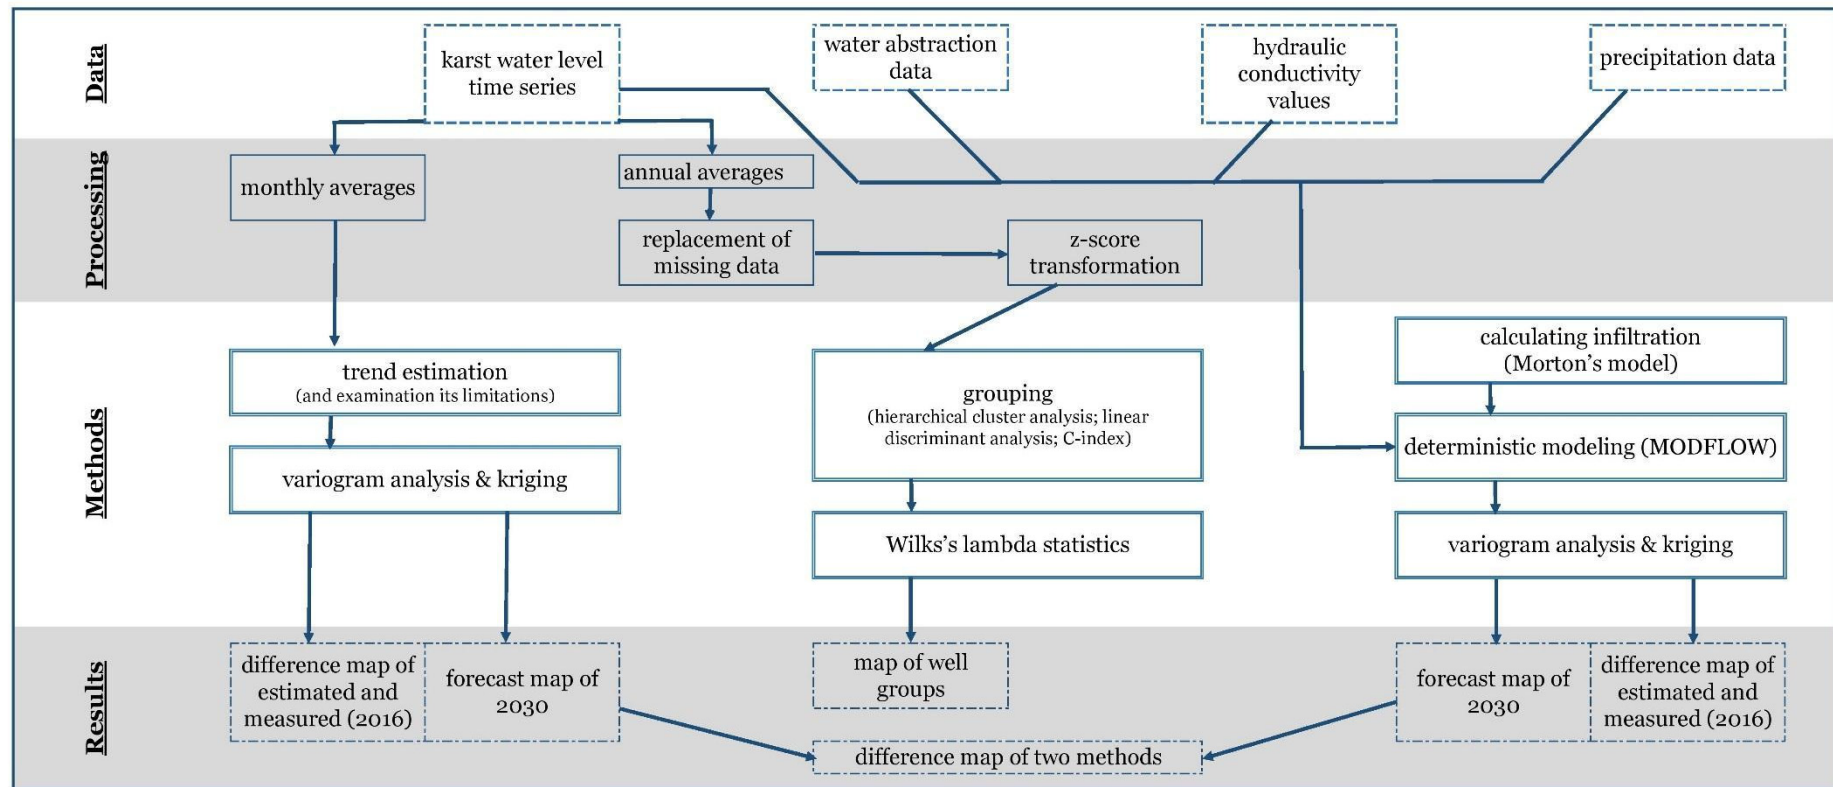 Data
karst water level
time series
water abstraction
data
hydraulic
conductivity
values
precipitation data
Processing
monthly averages
annual averages
replacement of
missing data
z-score
transformation
Methods
trend estimation
(and examination its limitations)
variogram analysis & kriging
grouping
(hierarchical cluster analysis; linear
discriminant analysis; C-index)
Wilks's lambda statistics
calculating infiltration
(Morton's model)
deterministic modeling (MODFLOW)
variogram analysis & kriging
Results
difference map of
estimated and
measured (2016)
forecast map of
2030
map of well
groups
forecast map of
2030
difference map of
estimated and
measured (2016)
difference map of two methods